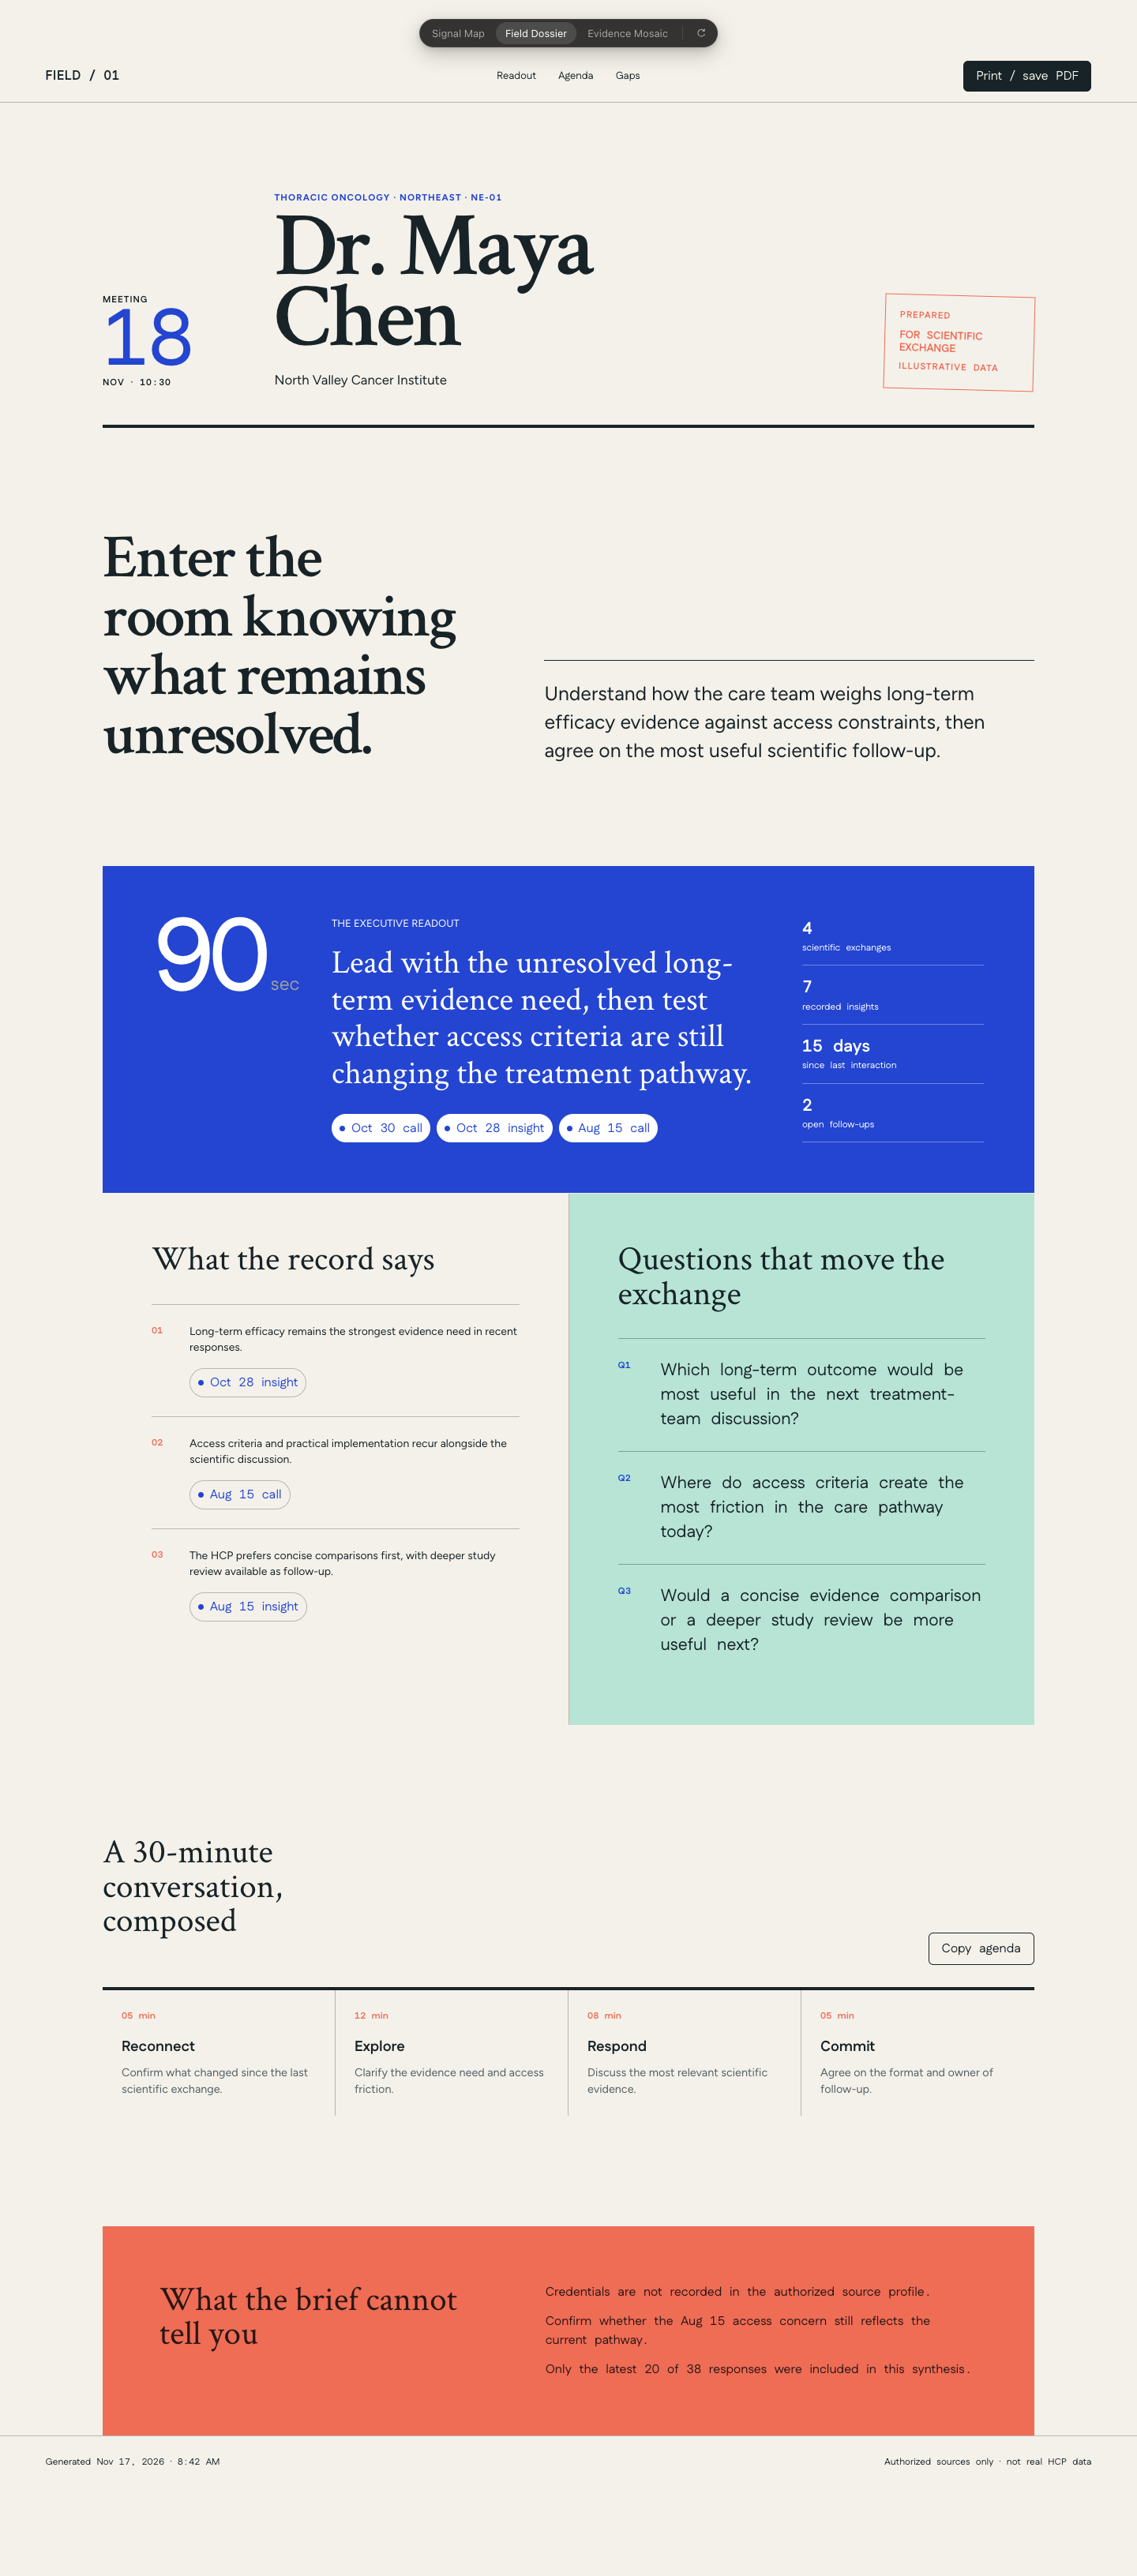 Signal Map
Field Dossier
Evidence Mosaic
FIELD / 01
Readout
Agenda
Gaps
Print / save PDF
THORACIC ONCOLOGY · NORTHEAST · NE-01
Dr. Maya
Chen
North Valley Cancer Institute
MEETING
18
NOV · 10:30
PREPARED
FOR SCIENTIFIC
EXCHANGE
ILLUSTRATIVE DATA
Enter the
room knowing
what remains
unresolved.
Understand how the care team weighs long-term
efficacy evidence against access constraints, then
agree on the most useful scientific follow-up.
90 sec
THE EXECUTIVE READOUT
Lead with the unresolved long-
term evidence need, then test
whether access criteria are still
changing the treatment pathway.
Oct 30 call
Oct 28 insight
Aug 15 call
4
scientific exchanges
7
recorded insights
15 days
since last interaction
2
open follow-ups
What the record says
01
Long-term efficacy remains the strongest evidence need in recent
responses.
Oct 28 insight
02
Access criteria and practical implementation recur alongside the
scientific discussion.
Aug 15 call
03
The HCP prefers concise comparisons first, with deeper study
review available as follow-up.
Aug 15 insight
Questions that move the
exchange
Q1
Which long-term outcome would be
most useful in the next treatment-
team discussion?
Q2
Where do access criteria create the
most friction in the care pathway
today?
Q3
Would a concise evidence comparison
or a deeper study review be more
useful next?
A 30-minute
conversation,
composed
Copy agenda
05 min
Reconnect
Confirm what changed since the last
scientific exchange.
12 min
Explore
Clarify the evidence need and access
friction.
08 min
Respond
Discuss the most relevant scientific
evidence.
05 min
Commit
Agree on the format and owner of
follow-up.
What the brief cannot
tell you
Credentials are not recorded in the authorized source profile.
Confirm whether the Aug 15 access concern still reflects the
current pathway.
Only the latest 20 of 38 responses were included in this synthesis.
Generated Nov 17, 2026 · 8:42 AM
Authorized sources only · not real HCP data